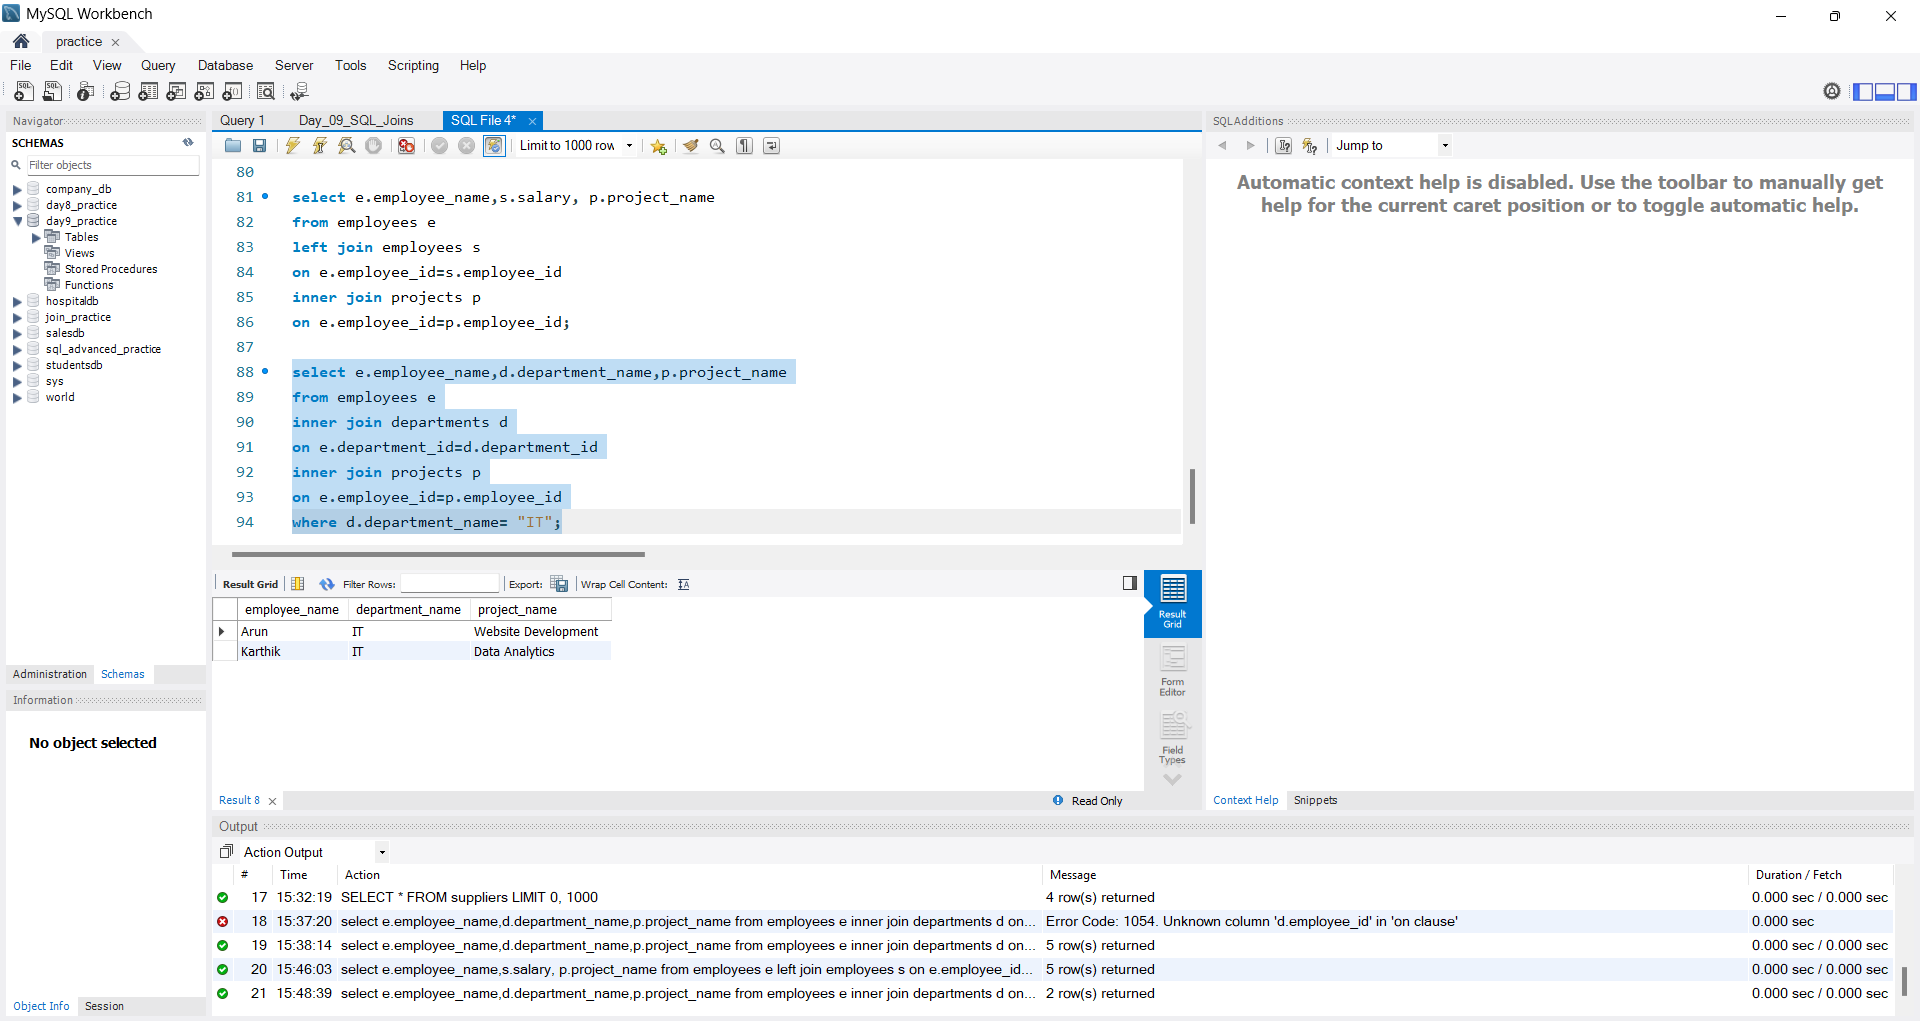 MySQL Workbench
practice
File Edit View Query Database Server Tools Scripting Help
Navigator
SCHEMAS
Filter objects
company_db
day8_practice
day9_practice
Tables
Views
Stored Procedures
Functions
hospitaldb
join_practice
salesdb
sql_advanced_practice
studentsdb
sys
world
Administration Schemas
Information
No object selected
Object Info Session
Query 1 Day_09_SQL_Joins SQL File 4*
Limit to 1000 row
80
81 select e.employee_name,s.salary, p.project_name
82 from employees e
83 left join employees s
84 on e.employee_id=s.employee_id
85 inner join projects p
86 on e.employee_id=p.employee_id;
87
88 select e.employee_name,d.department_name,p.project_name
89 from employees e
90 inner join departments d
91 on e.department_id=d.department_id
92 inner join projects p
93 on e.employee_id=p.employee_id
94 where d.department_name= "IT";
Result Grid Filter Rows: Export: Wrap Cell Content:
employee_name department_name project_name
Arun IT Website Development
Karthik IT Data Analytics
Result Grid
Form Editor
Field Types
Result 8 Read Only
SQLAdditions
Jump to
Automatic context help is disabled. Use the toolbar to manually get
help for the current caret position or to toggle automatic help.
Context Help Snippets
Output
Action Output
# Time Action Message Duration / Fetch
17 15:32:19 SELECT * FROM suppliers LIMIT 0, 1000 4 row(s) returned 0.000 sec / 0.000 sec
18 15:37:20 select e.employee_name,d.department_name,p.project_name from employees e inner join departments d on... Error Code: 1054. Unknown column 'd.employee_id' in 'on clause' 0.000 sec
19 15:38:14 select e.employee_name,d.department_name,p.project_name from employees e inner join departments d on... 5 row(s) returned 0.000 sec / 0.000 sec
20 15:46:03 select e.employee_name,s.salary, p.project_name from employees e left join employees s on e.employee_id... 5 row(s) returned 0.000 sec / 0.000 sec
21 15:48:39 select e.employee_name,d.department_name,p.project_name from employees e inner join departments d on... 2 row(s) returned 0.000 sec / 0.000 sec